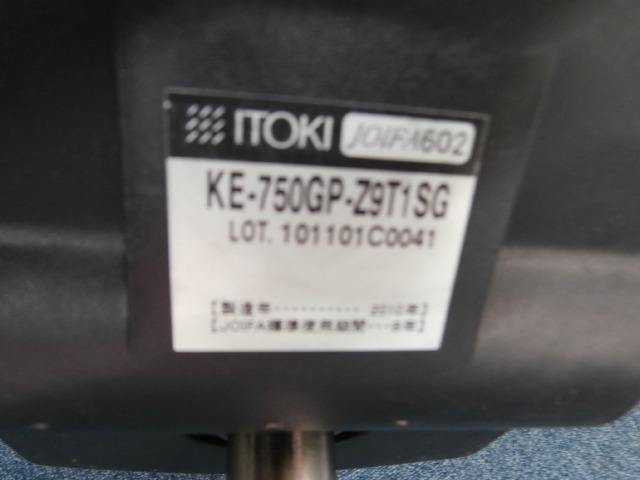 ITOKI JOIFA602
KE-750GP-Z9T1SG
LOT. 101101C0041
[製造年・・・・・・・・・・ 2010年]
[JOIFA標準使用期間・・・8年]